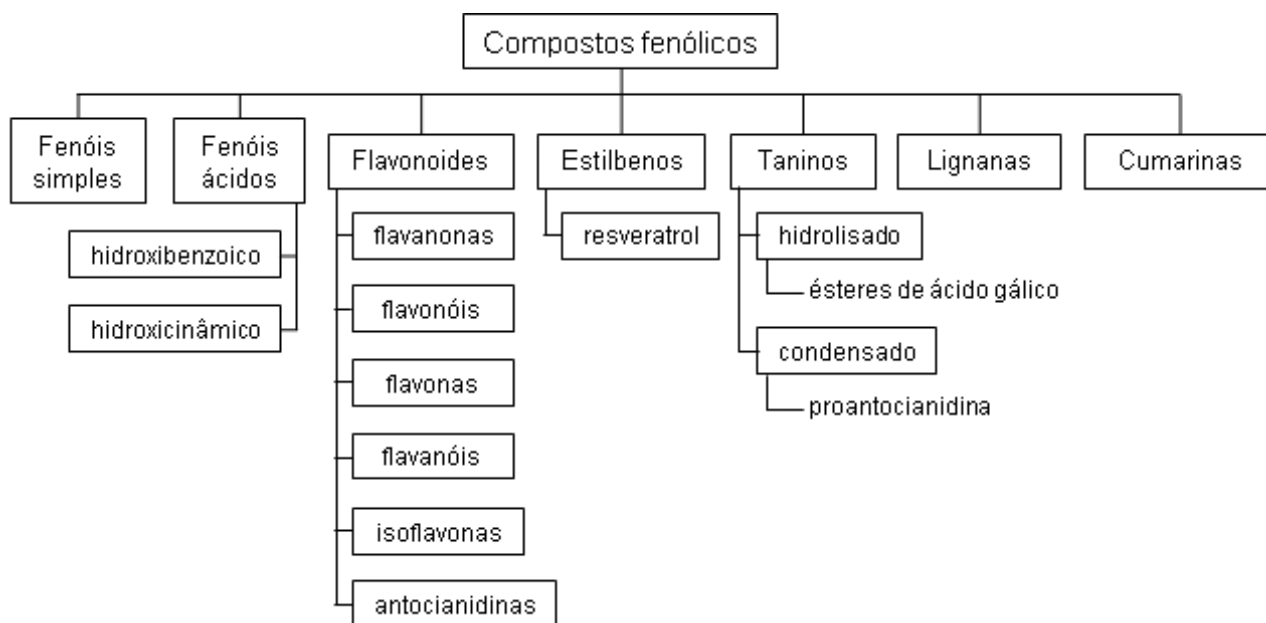 Compostos fenólicos
Fenóis
simples
Fenóis
ácidos
Flavonoides
Estilbenos
Taninos
Lignanas
Cumarinas
hidroxibenzoico
hidroxicinâmico
flavanonas
flavonóis
flavonas
flavanóis
isoflavonas
antocianidinas
resveratrol
hidrolisado
ésteres de ácido gálico
condensado
proantocianidina